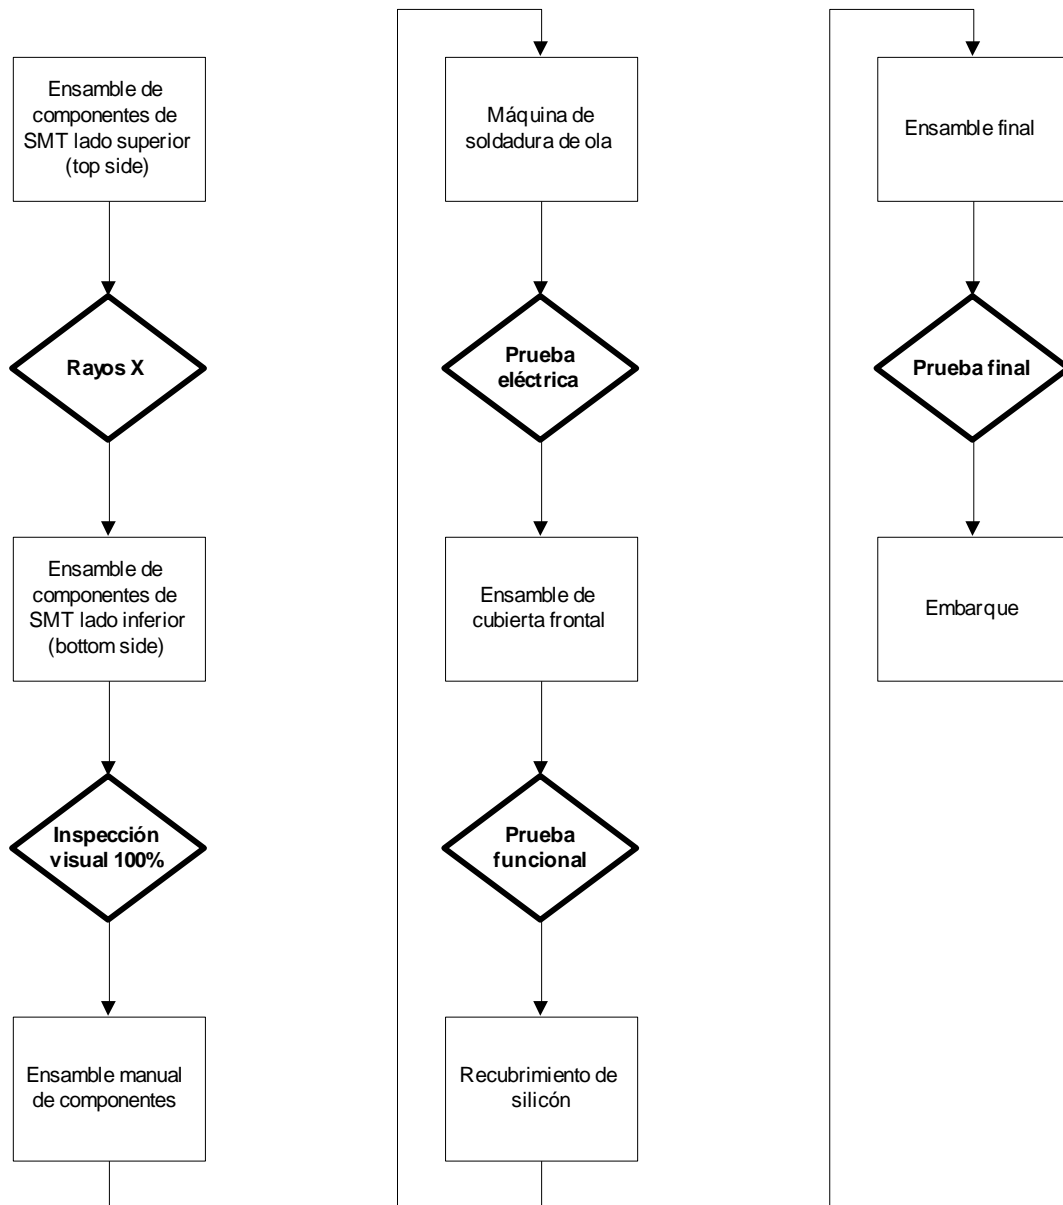 Ensamble de
componentes de
SMT lado superior
(top side)
Rayos X
Ensamble de
componentes de
SMT lado inferior
(bottom side)
Inspección
visual 100%
Ensamble manual
de componentes
Máquina de
soldadura de ola
Prueba
eléctrica
Ensamble de
cubierta frontal
Prueba
funcional
Recubrimiento de
silicón
Ensamble final
Prueba final
Embarque